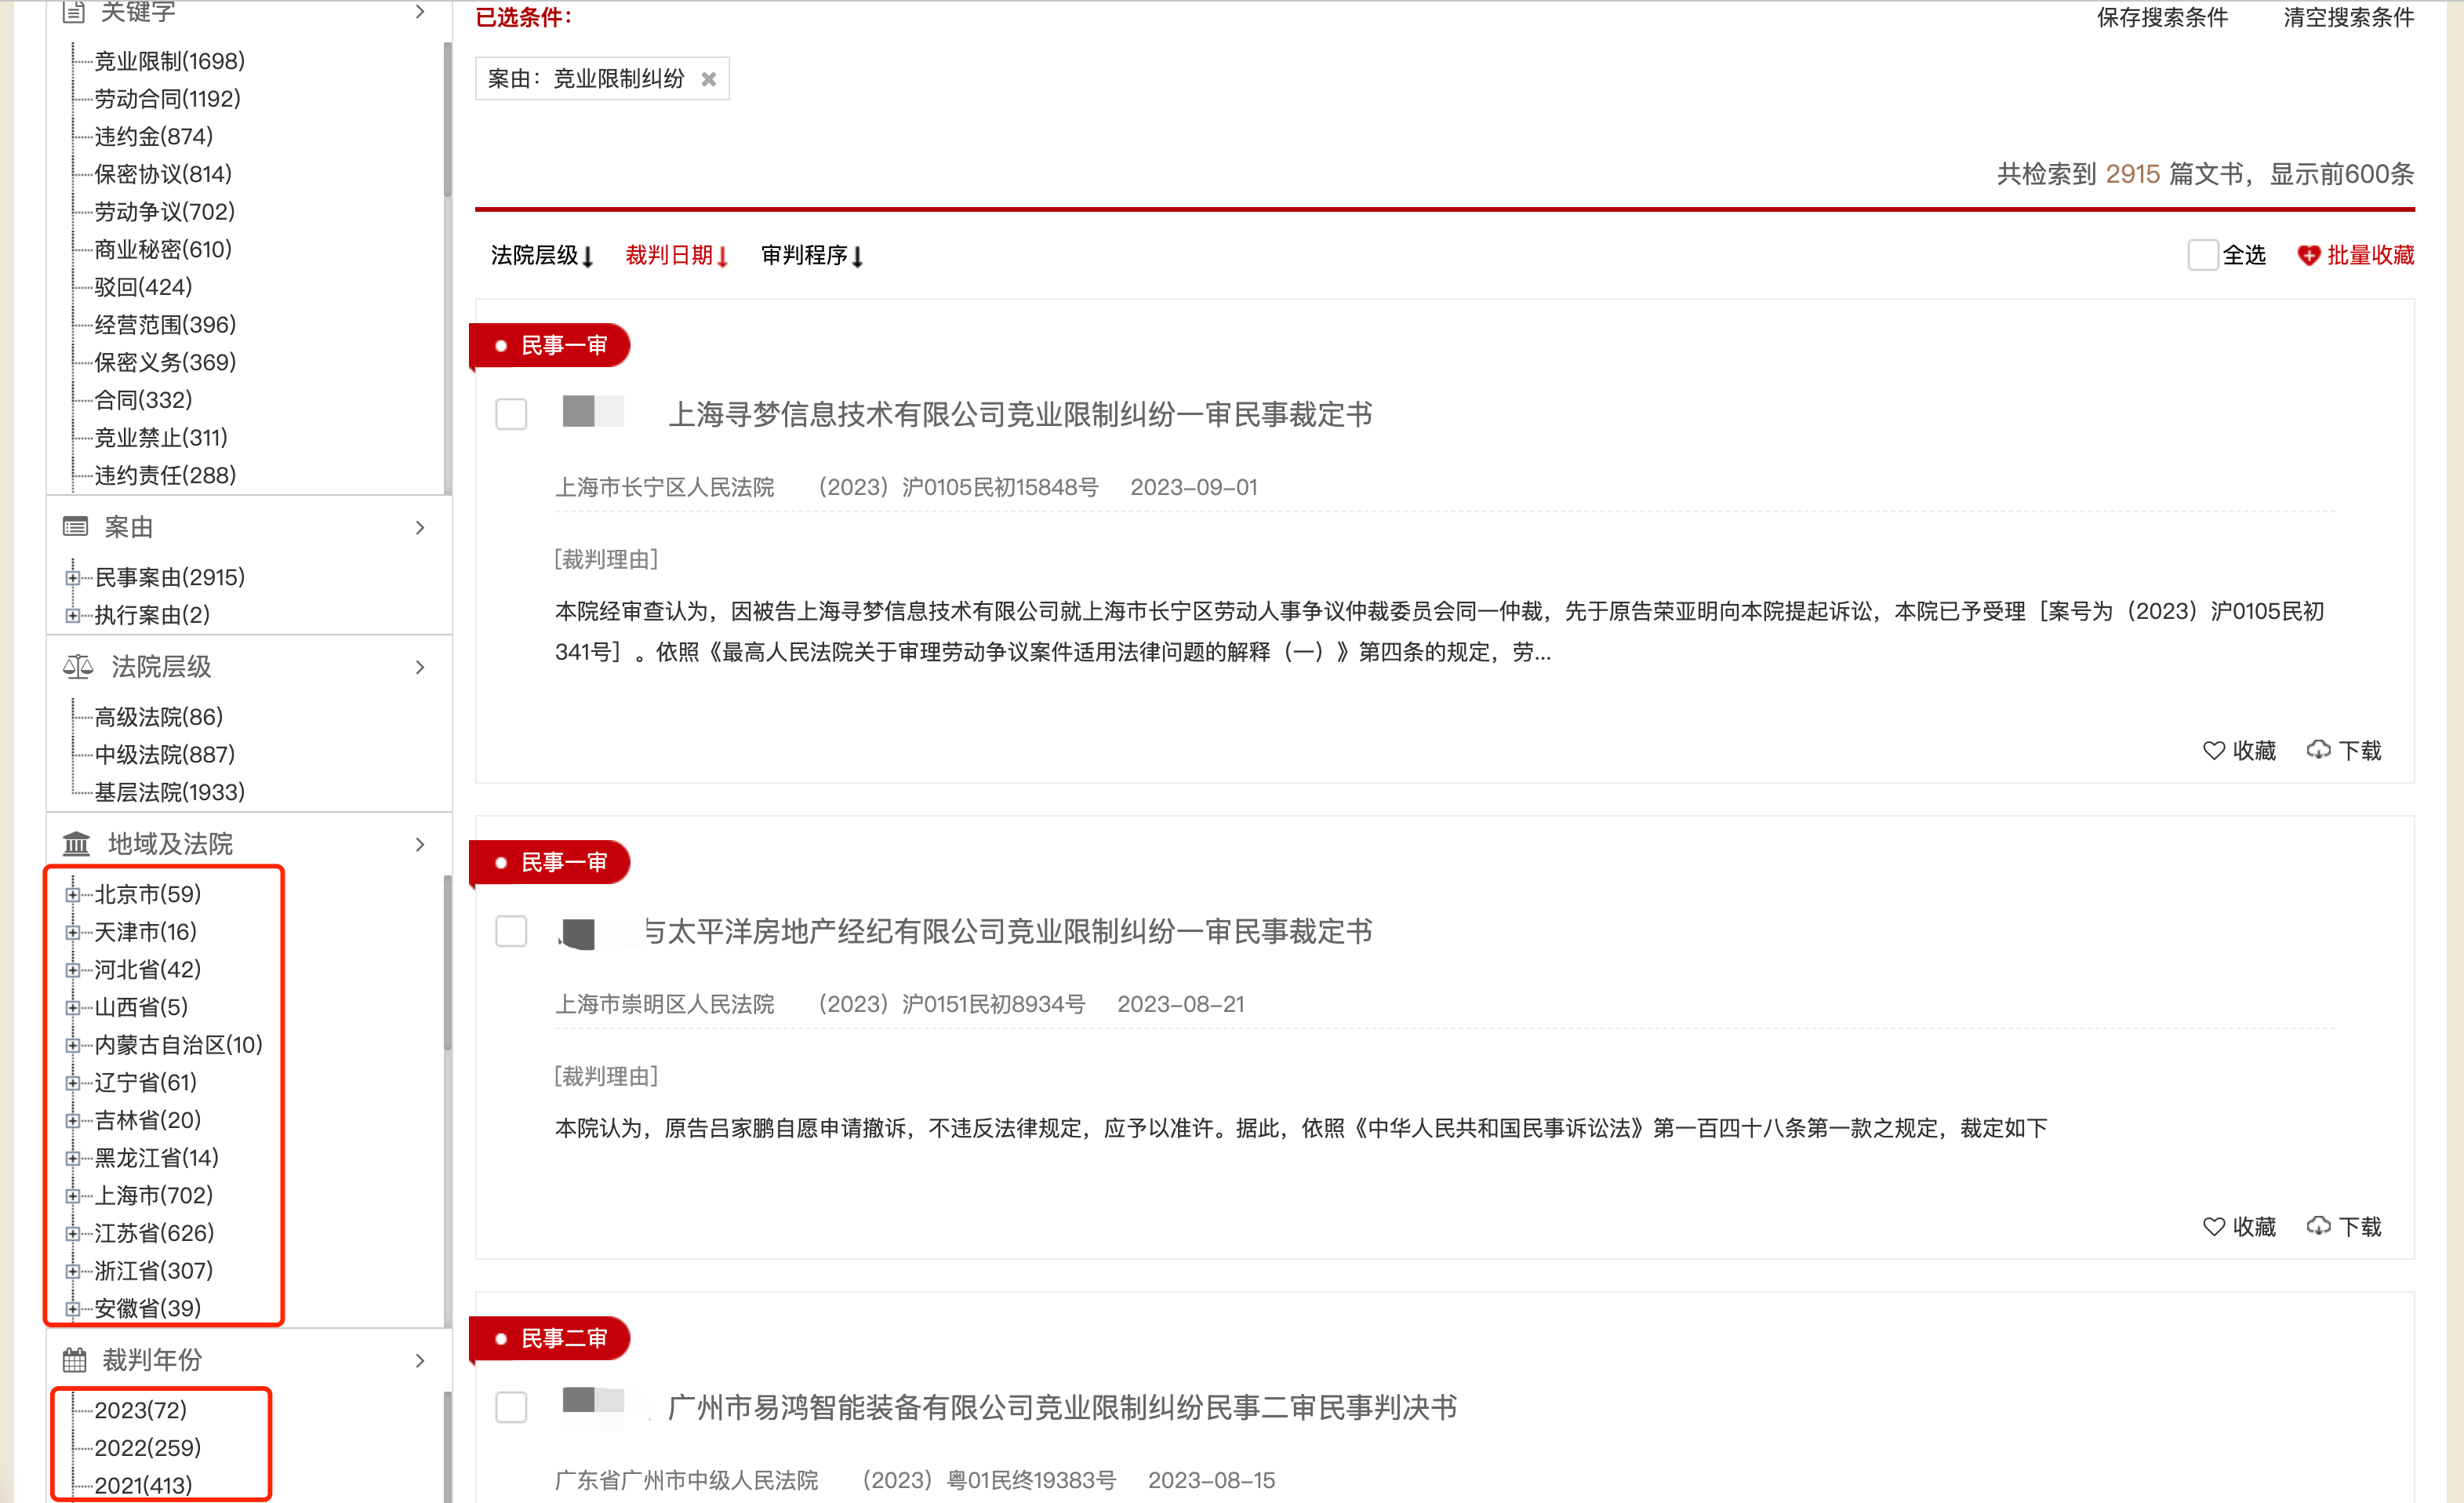 关键字
竞业限制(1698)
劳动合同(1192)
违约金(874)
保密协议(814)
劳动争议(702)
商业秘密(610)
驳回(424)
经营范围(396)
保密义务(369)
合同(332)
竞业禁止(311)
违约责任(288)
案由
民事案由(2915)
执行案由(2)
法院层级
高级法院(86)
中级法院(887)
基层法院(1933)
地域及法院
北京市(59)
天津市(16)
河北省(42)
山西省(5)
内蒙古自治区(10)
辽宁省(61)
吉林省(20)
黑龙江省(14)
上海市(702)
江苏省(626)
浙江省(307)
安徽省(39)
裁判年份
2023(72)
2022(259)
2021(413)
已选条件：
保存搜索条件 清空搜索条件
案由：竞业限制纠纷
共检索到 2915 篇文书，显示前600条
法院层级 裁判日期 审判程序
全选 批量收藏
民事一审
上海寻梦信息技术有限公司竞业限制纠纷一审民事裁定书
上海市长宁区人民法院 （2023）沪0105民初15848号 2023-09-01
[裁判理由]
本院经审查认为，因被告上海寻梦信息技术有限公司就上海市长宁区劳动人事争议仲裁委员会同一仲裁，先于原告荣亚明向本院提起诉讼，本院已予受理［案号为（2023）沪0105民初
341号］。依照《最高人民法院关于审理劳动争议案件适用法律问题的解释（一）》第四条的规定，劳...
收藏 下载
民事一审
与太平洋房地产经纪有限公司竞业限制纠纷一审民事裁定书
上海市崇明区人民法院 （2023）沪0151民初8934号 2023-08-21
[裁判理由]
本院认为，原告吕家鹏自愿申请撤诉，不违反法律规定，应予以准许。据此，依照《中华人民共和国民事诉讼法》第一百四十八条第一款之规定，裁定如下
收藏 下载
民事二审
广州市易鸿智能装备有限公司竞业限制纠纷民事二审民事判决书
广东省广州市中级人民法院 （2023）粤01民终19383号 2023-08-15